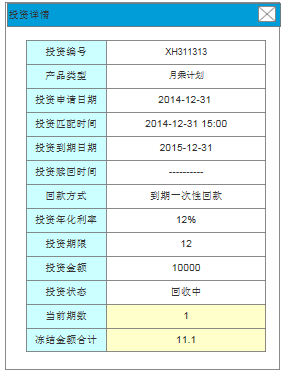 投资详情
投资编号 XH311313
产品类型 月乘计划
投资申请日期 2014-12-31
投资匹配时间 2014-12-31 15:00
投资到期日期 2015-12-31
投资赎回时间 ----------
回款方式 到期一次性回款
投资年化利率 12%
投资期限 12
投资金额 10000
投资状态 回收中
当前期数 1
冻结金额合计 11.1